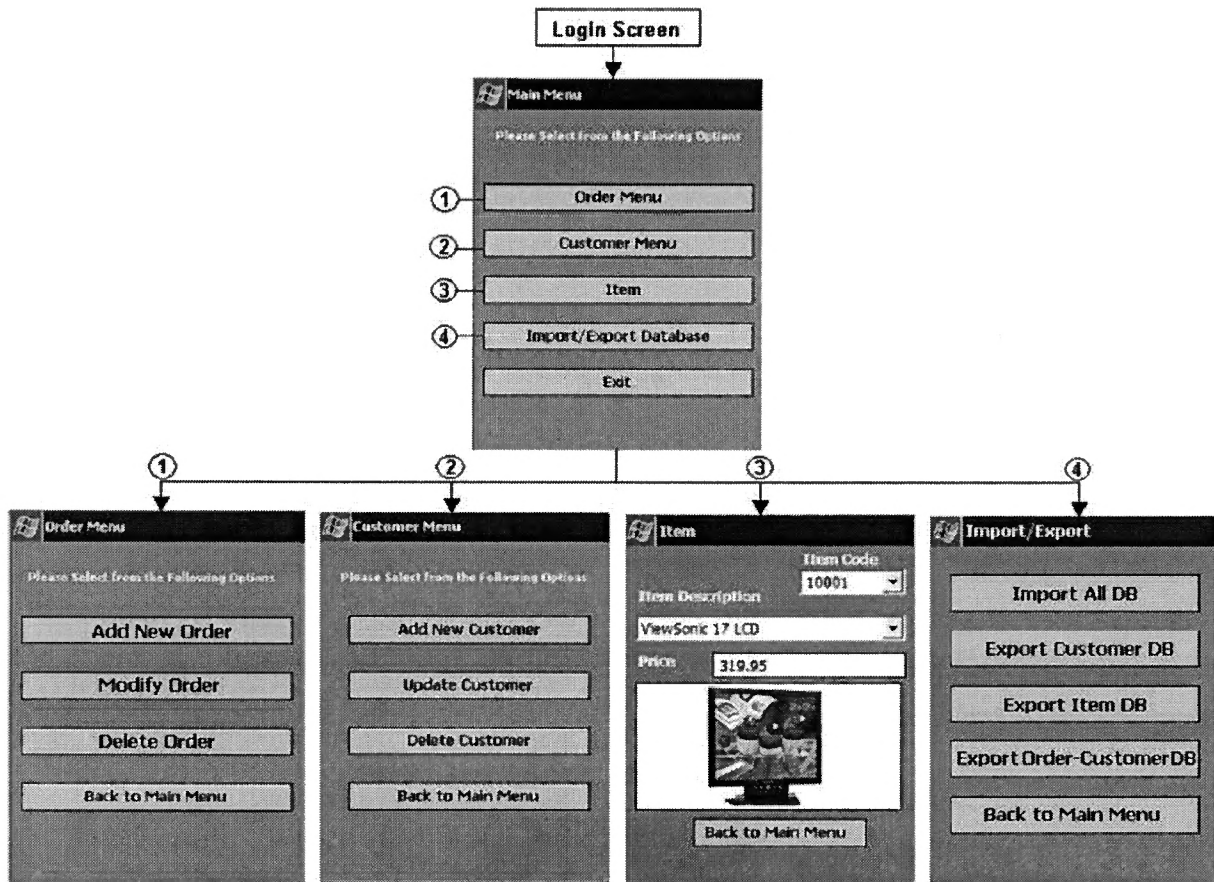 LogIn Screen
Main Menu
Please Select from the Following Options
1
Order Menu
2
Customer Menu
3
Item
4
Import/Export Database
Exit
1
2
3
4
Order Menu
Please Select from the Following Options
Add New Order
Modify Order
Delete Order
Back to Main Menu
Customer Menu
Please Select from the Following Options
Add New Customer
Update Customer
Delete Customer
Back to Main Menu
Item
Item Code
10001
Item Description
ViewSonic 17 LCD
Price
319.95
Back to Main Menu
Import/Export
Import All DB
Export Customer DB
Export Item DB
Export Order-CustomerDB
Back to Main Menu